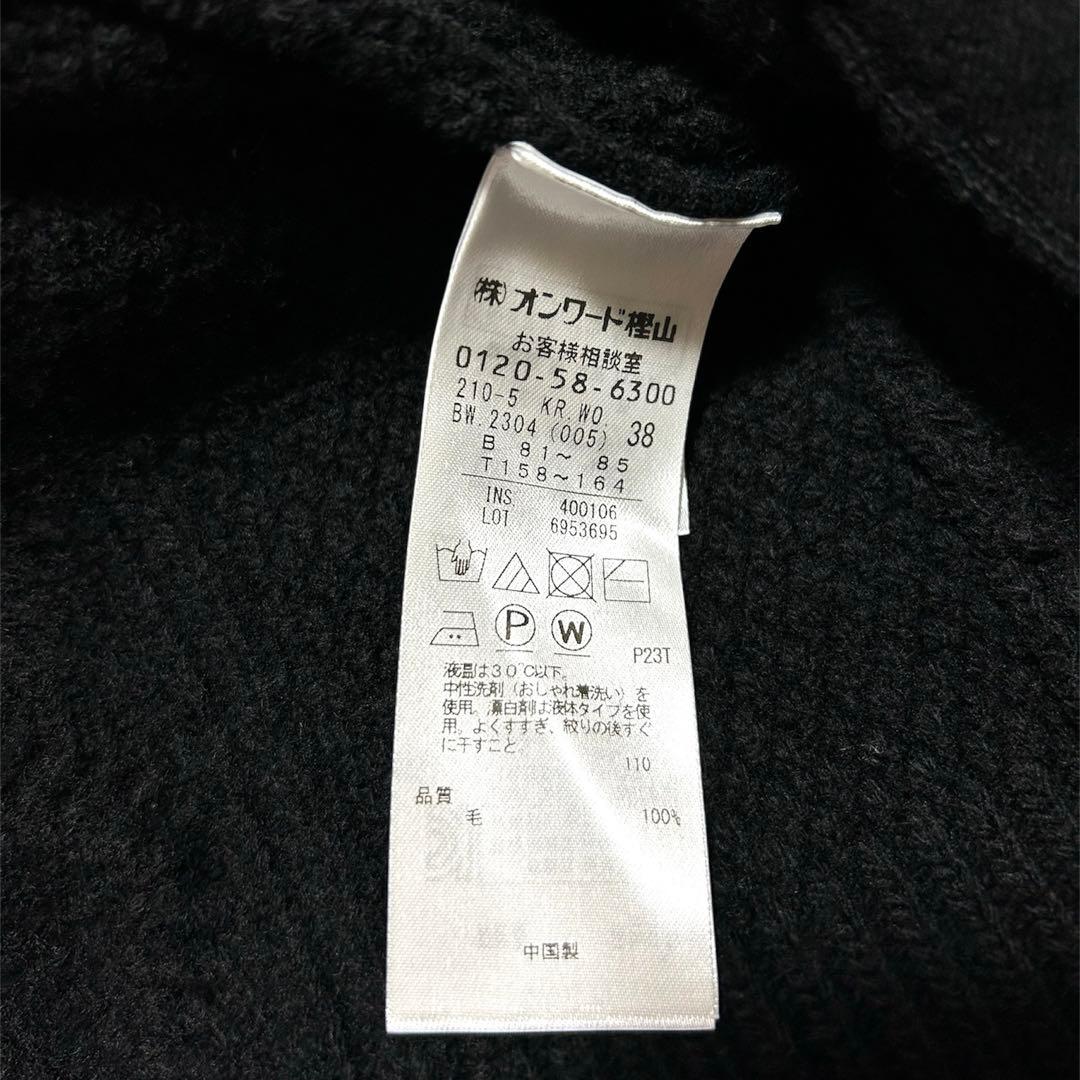 (株)オンワード樫山
お客様相談室
0120-58-6300
210-5 KR.WO.
BW.2304 (005) 38
B 81～ 85
T158～164
INS 400106
LOT 6953695
P W
P23T
液温は30℃以下。
中性洗剤(おしゃれ着洗い)を
使用。漂白剤は液体タイプを使
用。よくすすぎ、絞りの後すぐ
に干すこと。
110
品質
毛 100%
中国製